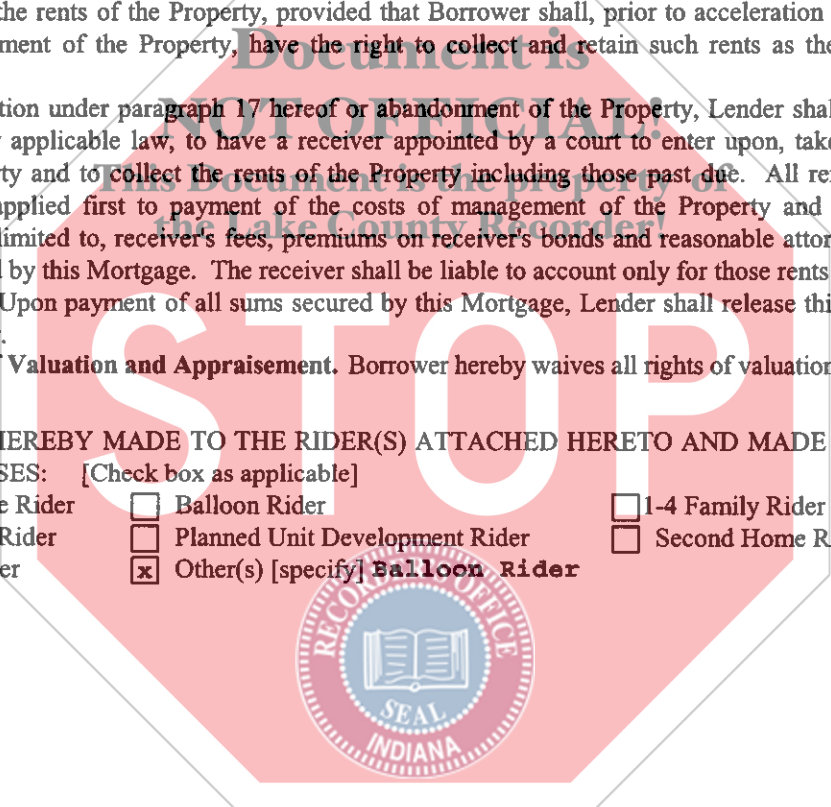 the rents of the Property, provided that Borrower shall, prior to acceleration
ment of the Property, have the right to collect and retain such rents as the
Document is
tion under paragraph 17 hereof or abandonment of the Property, Lender shal
NOT OFFICIAL!
applicable law, to have a receiver appointed by a court to enter upon, take
This Document is the property of
ty and to collect the rents of the Property including those past due. All re
applied first to payment of the costs of management of the Property and
the Lake County Recorder!
limited to, receiver's fees, premiums on receiver's bonds and reasonable attor
by this Mortgage. The receiver shall be liable to account only for those rents
Upon payment of all sums secured by this Mortgage, Lender shall release thi
STOP
Valuation and Appraisement. Borrower hereby waives all rights of valuation
HEREBY MADE TO THE RIDER(S) ATTACHED HERETO AND MADE
SES: [Check box as applicable]
e Rider Balloon Rider 1-4 Family Rider
Rider Planned Unit Development Rider Second Home R
er x Other(s) [specify] Balloon Rider
RECORDER'S OFFICE
SEAL
INDIANA